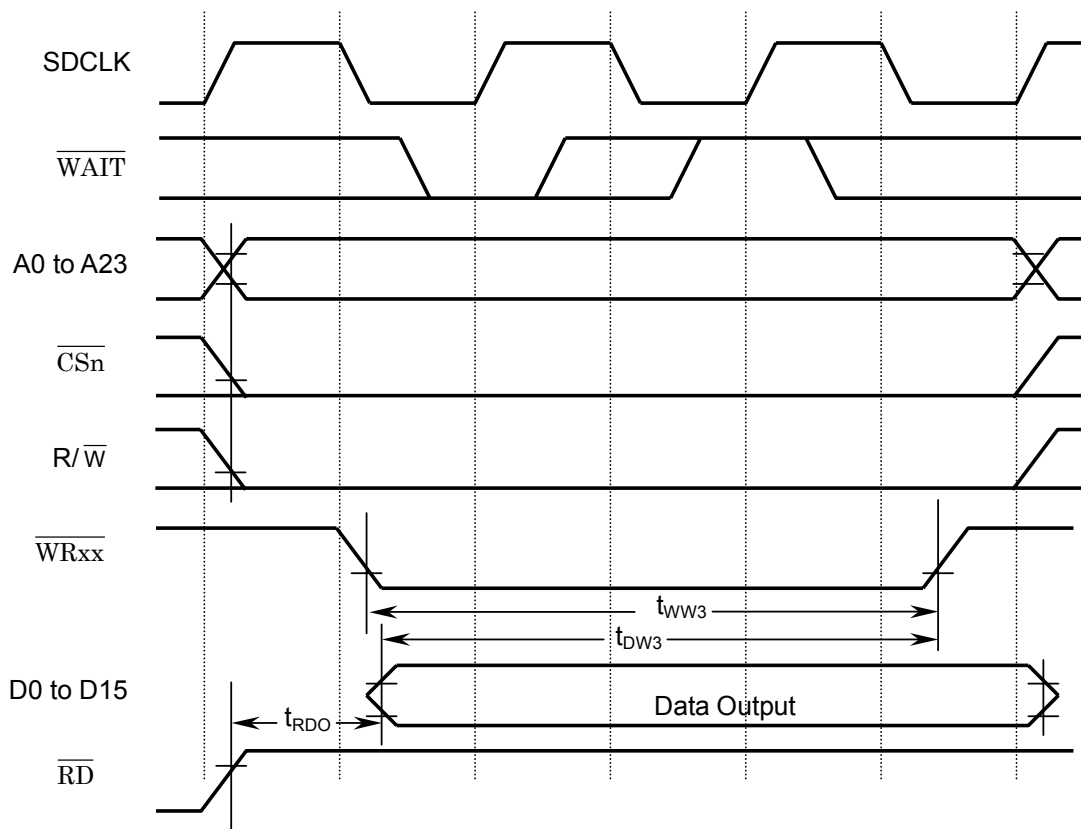 SDCLK
WAIT
A0 to A23
CSn
R/W
WRxx
tWW3
tDW3
D0 to D15
Data Output
tRDO
RD